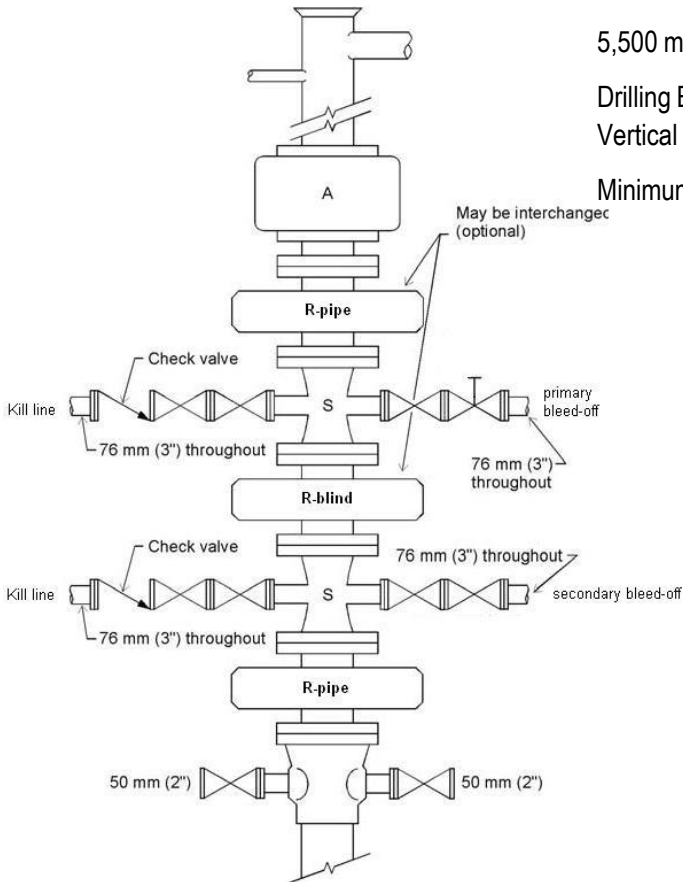 5,500 m
Drilling
Vertical
Minimum
A
May be
(optional)
R-pipe
Check valve
Kill line
S
primary
bleed-off
76 mm (3") throughout
76 mm (3")
throughout
R-blind
Check valve
76 mm (3") throughout
Kill line
S
secondary bleed-off
76 mm (3") throughout
R-pipe
50 mm (2")
50 mm (2")